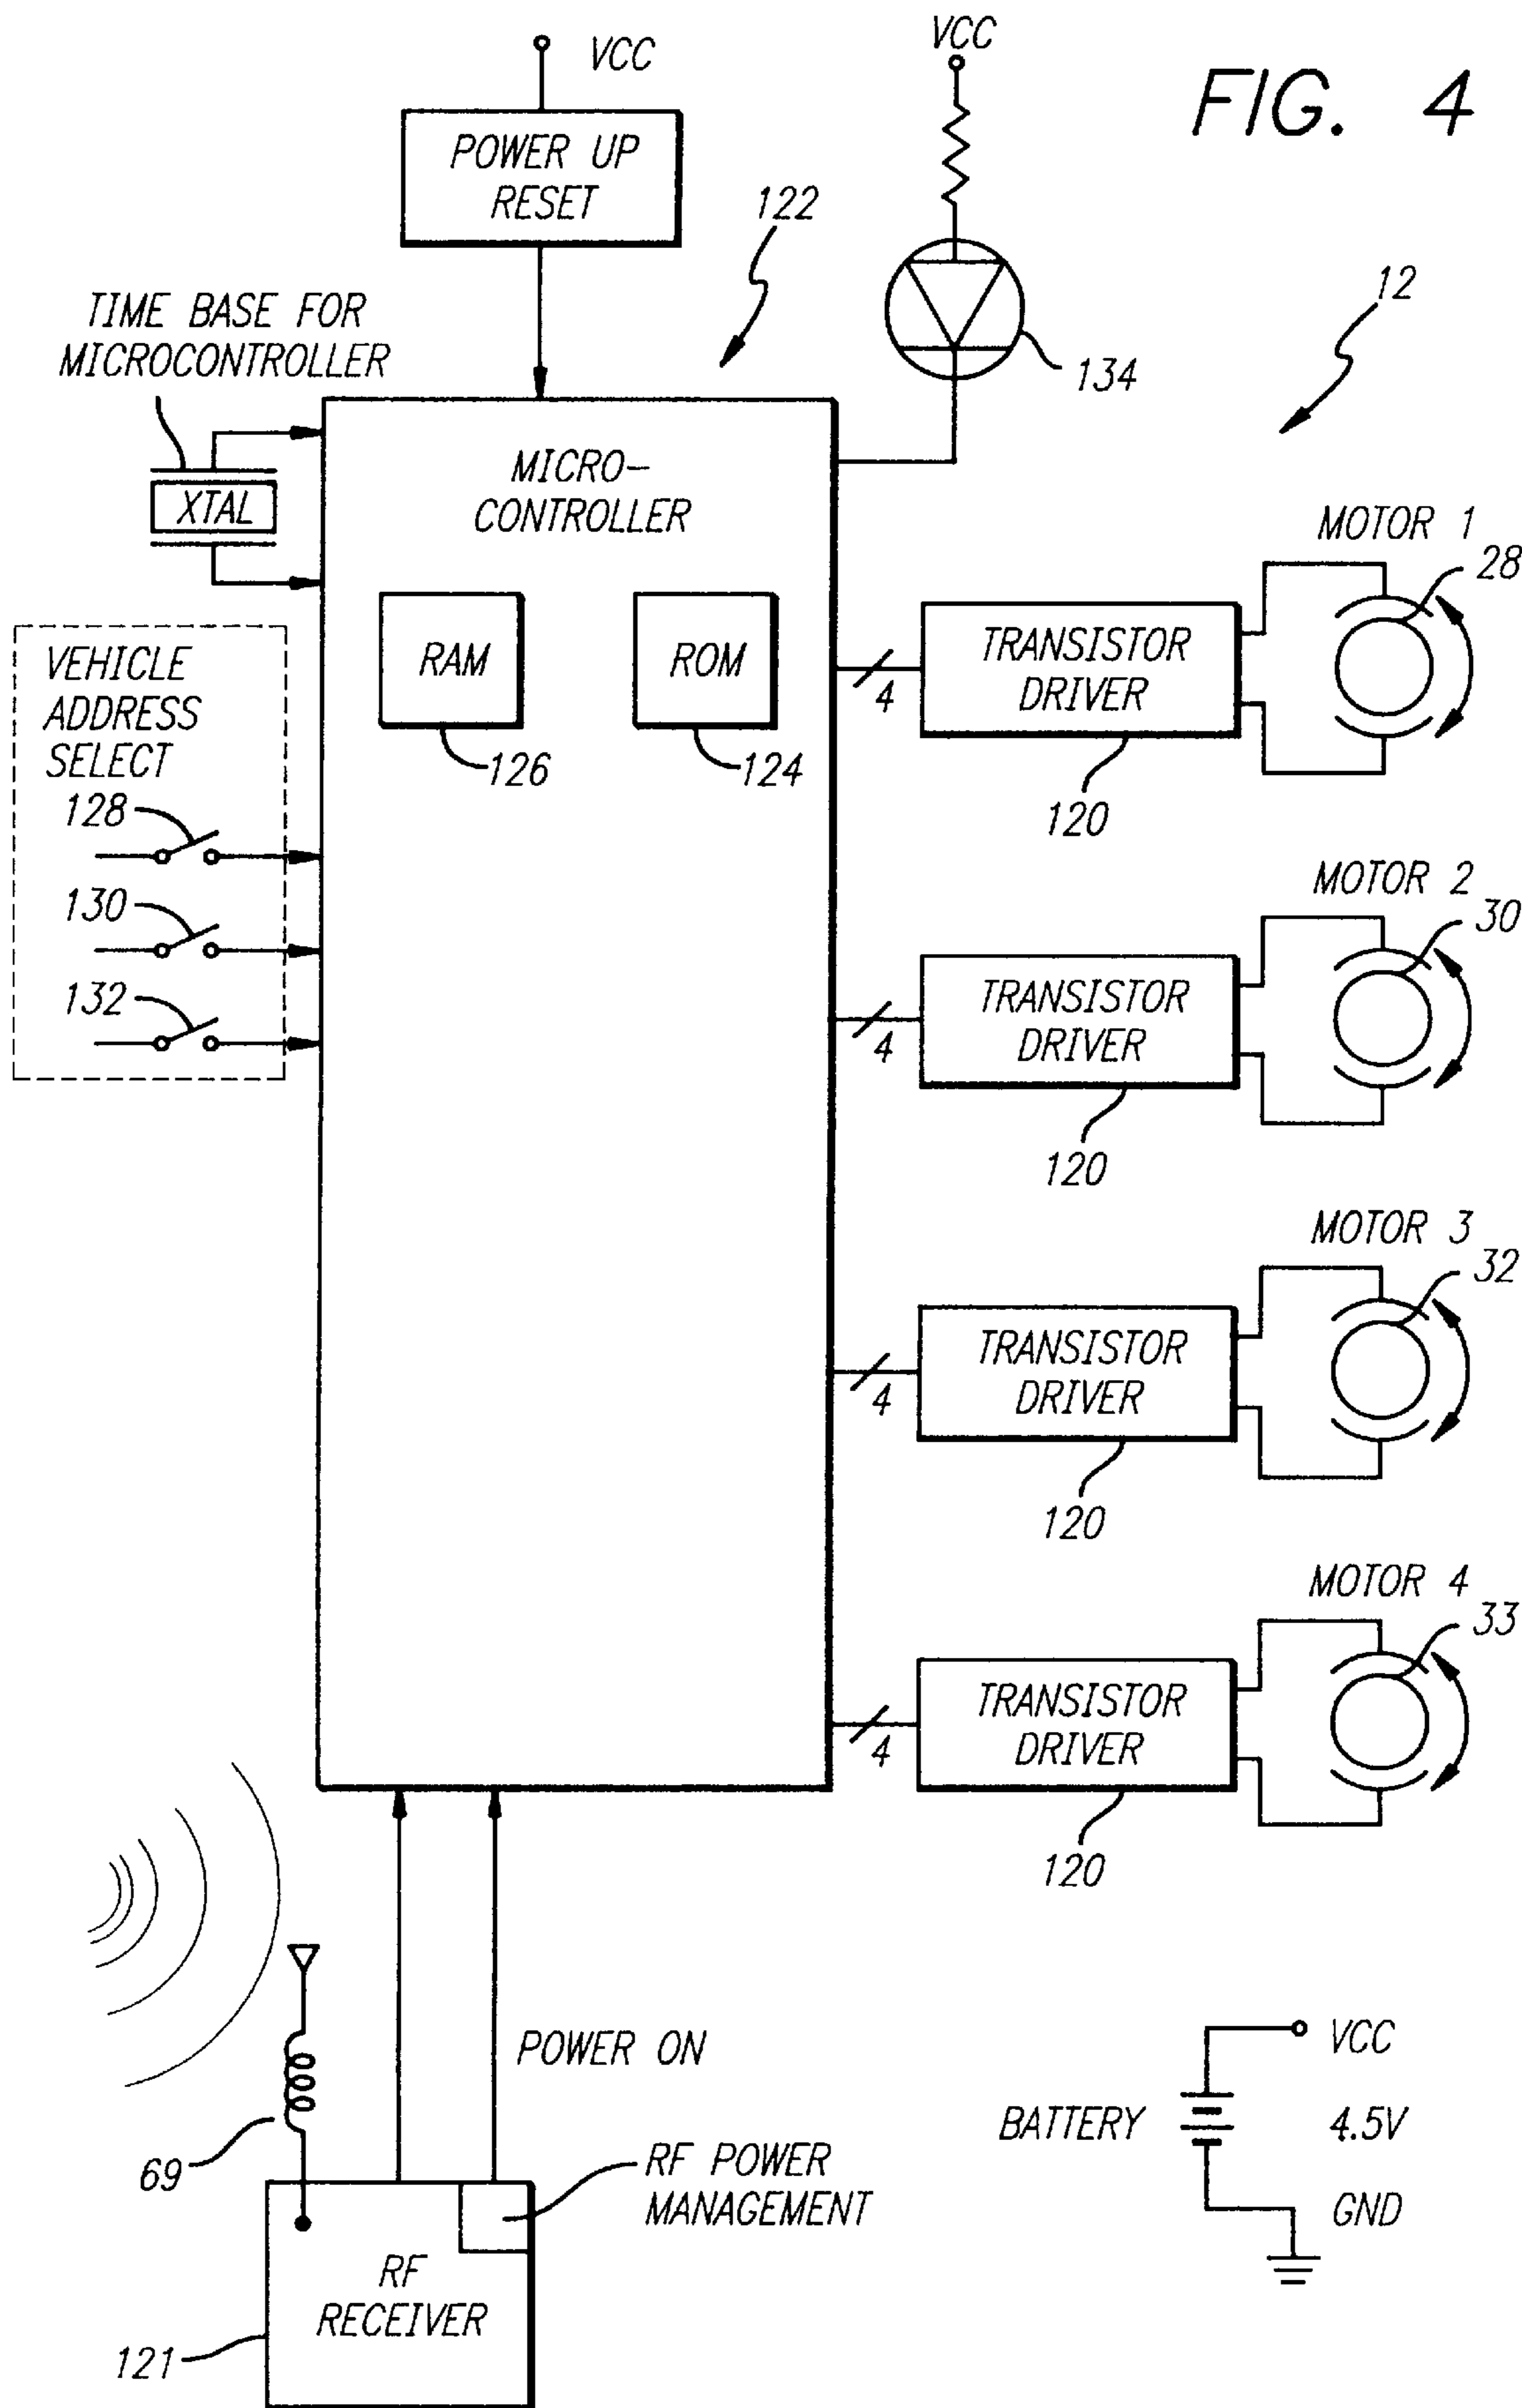 VCC
VCC
FIG. 4
POWER UP
RESET
122
12
TIME BASE FOR
MICROCONTROLLER
134
XTAL
MICRO-
CONTROLLER
MOTOR 1
28
VEHICLE
ADDRESS
SELECT
RAM
ROM
TRANSISTOR
DRIVER
4
126
124
120
128
130
132
MOTOR 2
30
TRANSISTOR
DRIVER
4
120
MOTOR 3
32
TRANSISTOR
DRIVER
4
120
MOTOR 4
33
TRANSISTOR
DRIVER
4
120
POWER ON
VCC
BATTERY
4.5V
GND
69
RF POWER
MANAGEMENT
RF
RECEIVER
121